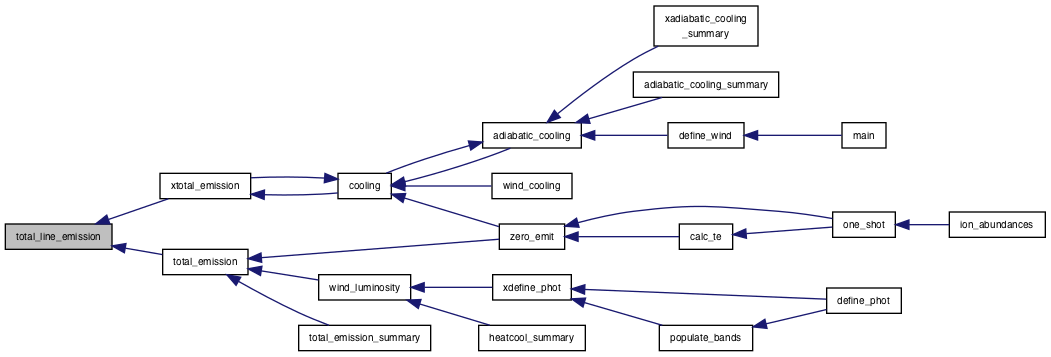 xadiabatic_cooling
_summary
adiabatic_cooling_summary
adiabatic_cooling
define_wind
main
xtotal_emission
cooling
wind_cooling
total_line_emission
zero_emit
calc_te
one_shot
ion_abundances
total_emission
wind_luminosity
xdefine_phot
define_phot
total_emission_summary
heatcool_summary
populate_bands